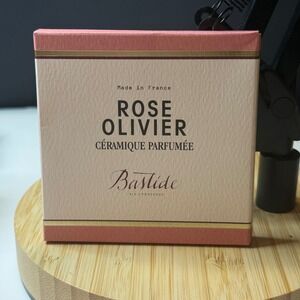 Made in France
ROSE
OLIVIER
CÉRAMIQUE PARFUMÉE
Bastide